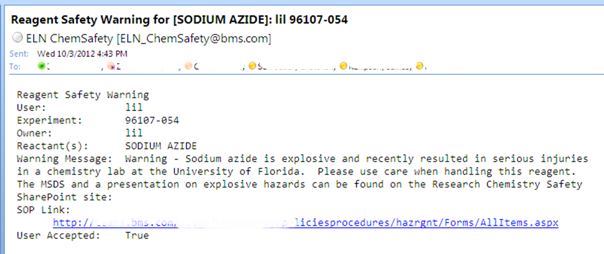 Reagent Safety Warning for [SODIUM AZIDE]: lil 96107-054
ELN ChemSafety [ELN_ChemSafety@bms.com]
Sent: Wed 10/3/2012 4:43 PM
To:
Reagent Safety Warning
User: lil
Experiment: 96107-054
Owner: lil
Reactant(s): SODIUM AZIDE
Warning Message: Warning - Sodium azide is explosive and recently resulted in serious injuries
in a chemistry lab at the University of Florida. Please use care when handling this reagent.
The MSDS and a presentation on explosive hazards can be found on the Research Chemistry Safety
SharePoint site:
SOP Link:
http:// .bms.com/ liciesprocedures/hazrgnt/Forms/AllItems.aspx
User Accepted: True